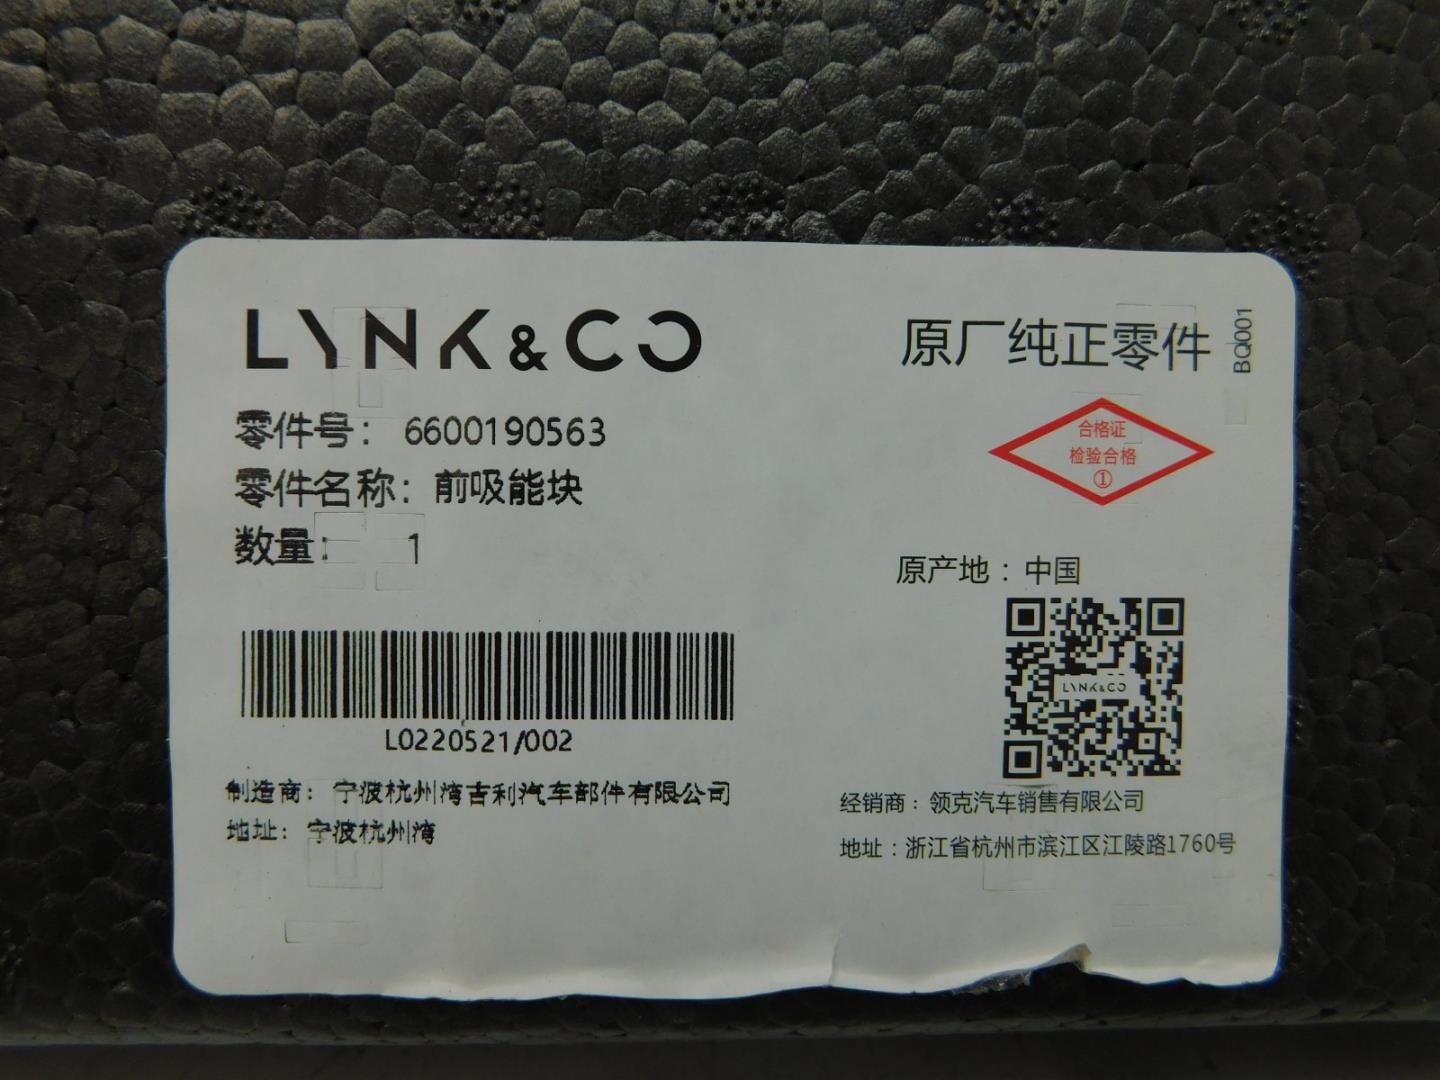 LYNK&CO
原厂纯正零件
BQ001
零件号： 6600190563
零件名称：前吸能块
数量： 1
合格证
检验合格
①
原产地：中国
LYNK&CO
L0220521/002
制造商： 宁波杭州湾吉利汽车部件有限公司
地址： 宁波杭州湾
经销商：领克汽车销售有限公司
地址：浙江省杭州市滨江区江陵路1760号